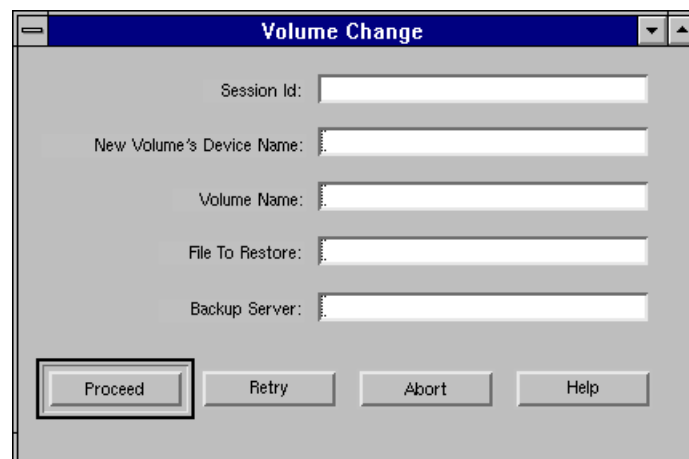 Volume Change
Session Id:
New Volume's Device Name:
Volume Name:
File To Restore:
Backup Server:
Proceed Retry Abort Help